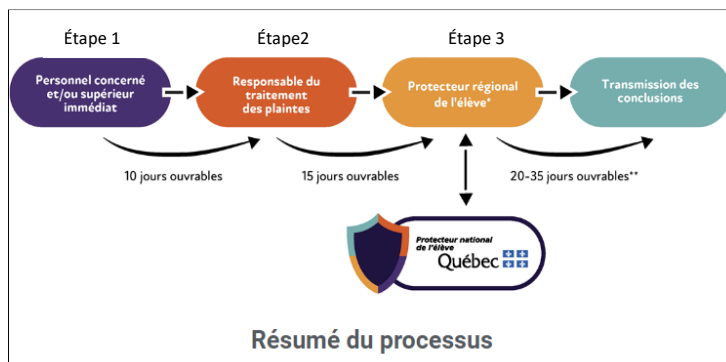 Étape 1
Étape2
Étape 3
Personnel concerné
et/ou supérieur
immédiat
Responsable du
traitement
des plaintes
Protecteur régional
de l'élève*
Transmission des
conclusions
10 jours ouvrables
15 jours ouvrables
20-35 jours ouvrables**
Protecteur national
de l'élève
Québec
Résumé du processus